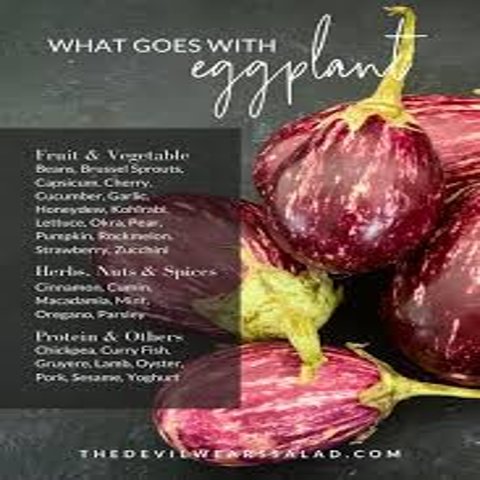 WHAT GOES WITH
eggplant
Fruit & Vegetable
Beans, Brussel Sprouts,
Capsicum, Cherry,
Cucumber, Garlic,
Honeydew, Kohlrabi,
Lettuce, Okra, Pear,
Pumpkin, Rockmelon,
Strawberry, Zucchini
Herbs, Nuts & Spices
Cinnamon, Cumin,
Macadamia, Mint,
Oregano, Parsley
Protein & Others
Chickpea, Curry Fish,
Gruyere, Lamb, Oyster,
Pork, Sesame, Yoghurt
THEDEVILWEARSSALAD.COM